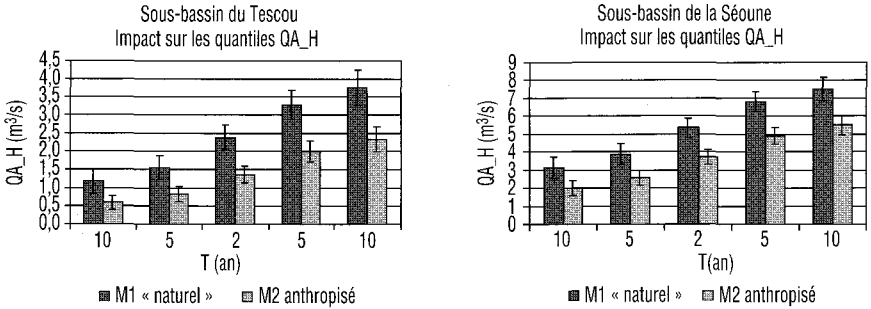 Sous-bassin du Tescou
Impact sur les quantiles QA_H
QA_H (m³/s)
4,5
4,0
3,5
3,0
2,5
2,0
1,5
1,0
0,5
0,0
10 5 2 5 10
T (an)
M1 « naturel » M2 anthropisé
Sous-bassin de la Séoune
Impact sur les quantiles QA_H
QA_H (m³/s)
9
8
7
6
5
4
3
2
1
0
10 5 2 5 10
T(an)
M1 « naturel » M2 anthropisé